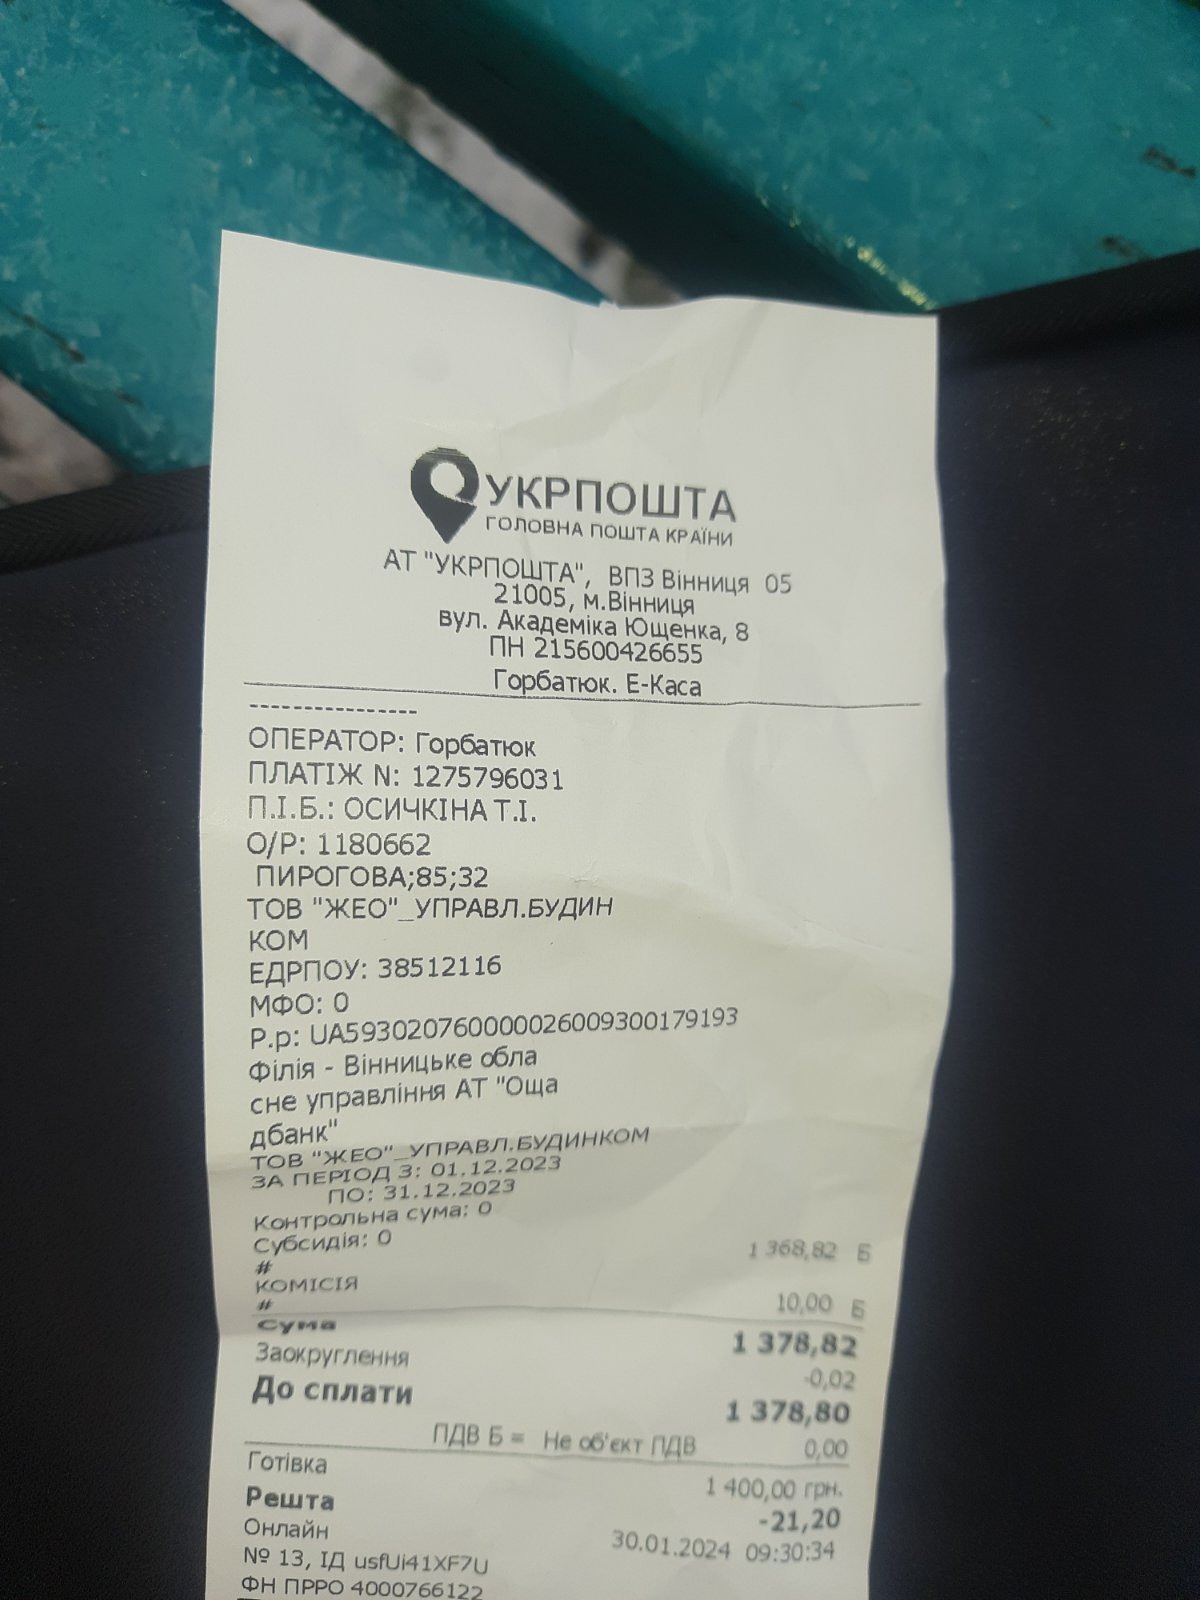 УКРПОШТА
ГОЛОВНА ПОШТА КРАЇНИ
АТ "УКРПОШТА", ВПЗ Вінниця 05
21005, м.Вінниця
вул. Академіка Ющенка, 8
ПН 215600426655
Горбатюк. Е-Каса
----------------
ОПЕРАТОР: Горбатюк
ПЛАТІЖ N: 1275796031
П.І.Б.: ОСИЧКІНА Т.І.
О/Р: 1180662
ПИРОГОВА;85;32
ТОВ "ЖЕО"_УПРАВЛ.БУДИН
КОМ
ЕДРПОУ: 38512116
МФО: 0
Р.р: UA593020760000026009300179193
Філія - Вінницьке обла
сне управління АТ "Оща
дбанк"
ТОВ "ЖЕО"_УПРАВЛ.БУДИНКОМ
ЗА ПЕРІОД З: 01.12.2023
ПО: 31.12.2023
Контрольна сума: 0
Субсидія: 0
# 1 368,82 Б
КОМІСІЯ
# 10,00 Б
Сума 1 378,82
Заокруглення -0,02
До сплати 1 378,80
ПДВ Б = Не об'єкт ПДВ 0,00
Готівка 1 400,00 грн.
Решта -21,20
Онлайн 30.01.2024 09:30:34
№ 13, ІД usfUi41XF7U
ФН ПРРО 4000766122